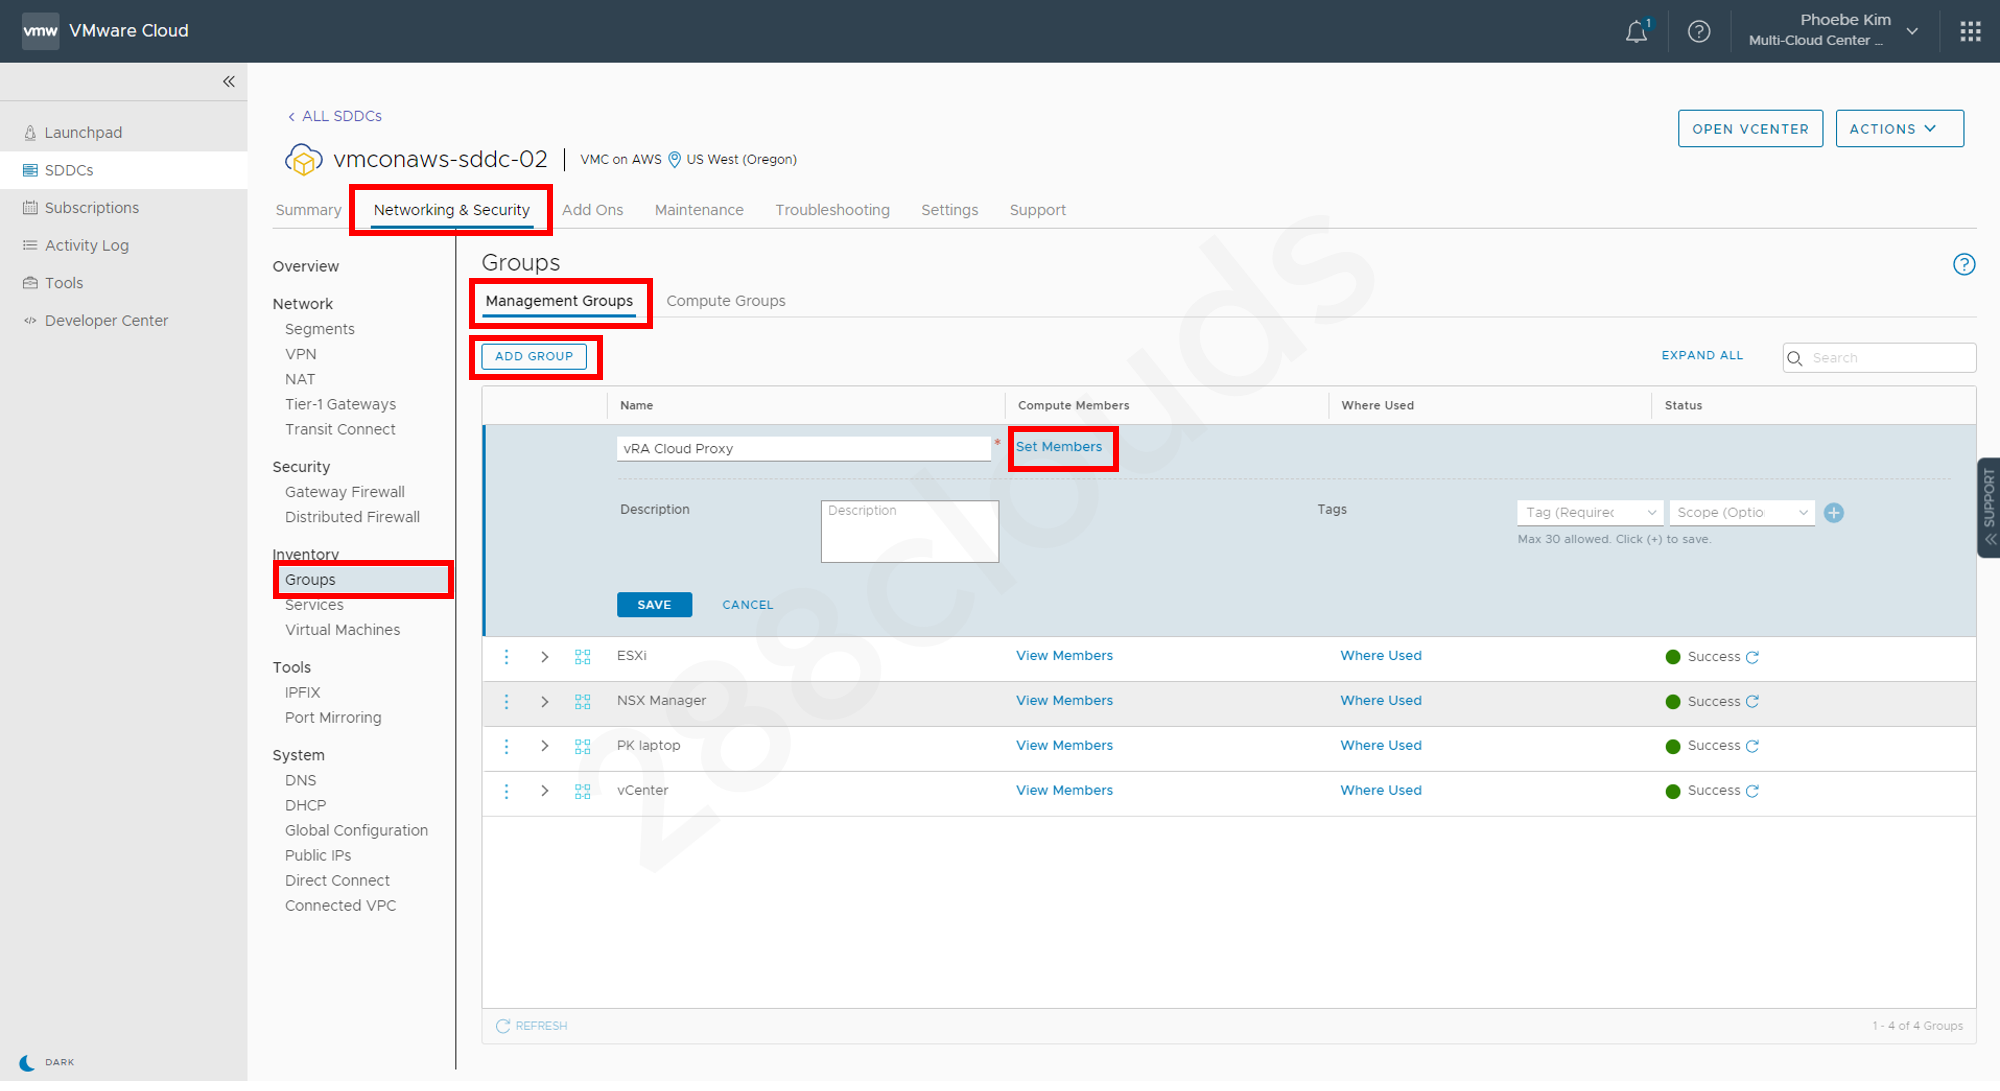 vmw VMware Cloud
1
Phoebe Kim
Multi-Cloud Center ...
Launchpad
SDDCs
Subscriptions
Activity Log
Tools
Developer Center
DARK
ALL SDDCs
vmconaws-sddc-02 VMC on AWS US West (Oregon)
OPEN VCENTER ACTIONS
Summary Networking & Security Add Ons Maintenance Troubleshooting Settings Support
Overview
Network
Segments
VPN
NAT
Tier-1 Gateways
Transit Connect
Security
Gateway Firewall
Distributed Firewall
Inventory
Groups
Services
Virtual Machines
Tools
IPFIX
Port Mirroring
System
DNS
DHCP
Global Configuration
Public IPs
Direct Connect
Connected VPC
Groups
Management Groups Compute Groups
ADD GROUP EXPAND ALL Search
Name Compute Members Where Used Status
vRA Cloud Proxy * Set Members
Description Description Tags Tag (Required Scope (Optio
Max 30 allowed. Click (+) to save.
SAVE CANCEL
ESXi View Members Where Used Success
NSX Manager View Members Where Used Success
PK laptop View Members Where Used Success
vCenter View Members Where Used Success
REFRESH 1 - 4 of 4 Groups
SUPPORT
288clouds